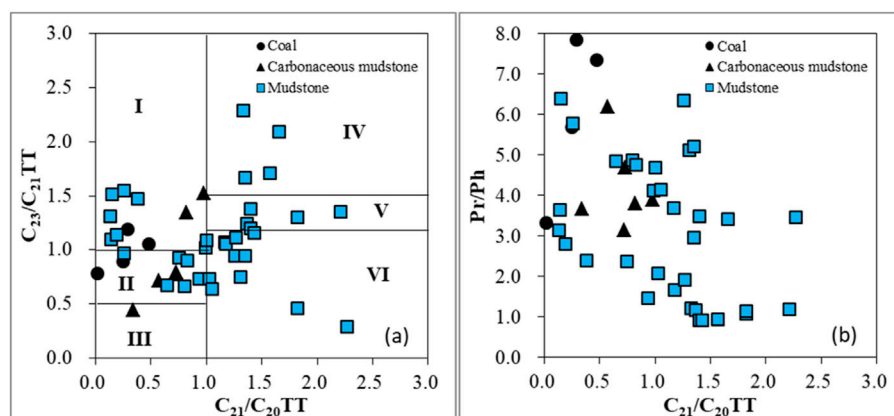 3.0
2.5
2.0
1.5
1.0
0.5
0.0
C₂₃/C₂₁TT
Coal
Carbonaceous mudstone
Mudstone
I
IV
V
II
VI
III
(a)
0.0 0.5 1.0 1.5 2.0 2.5 3.0
C₂₁/C₂₀TT
8.0
7.0
6.0
5.0
4.0
3.0
2.0
1.0
0.0
Pr/Ph
Coal
Carbonaceous mudstone
Mudstone
(b)
0.0 0.5 1.0 1.5 2.0 2.5 3.0
C₂₁/C₂₀TT